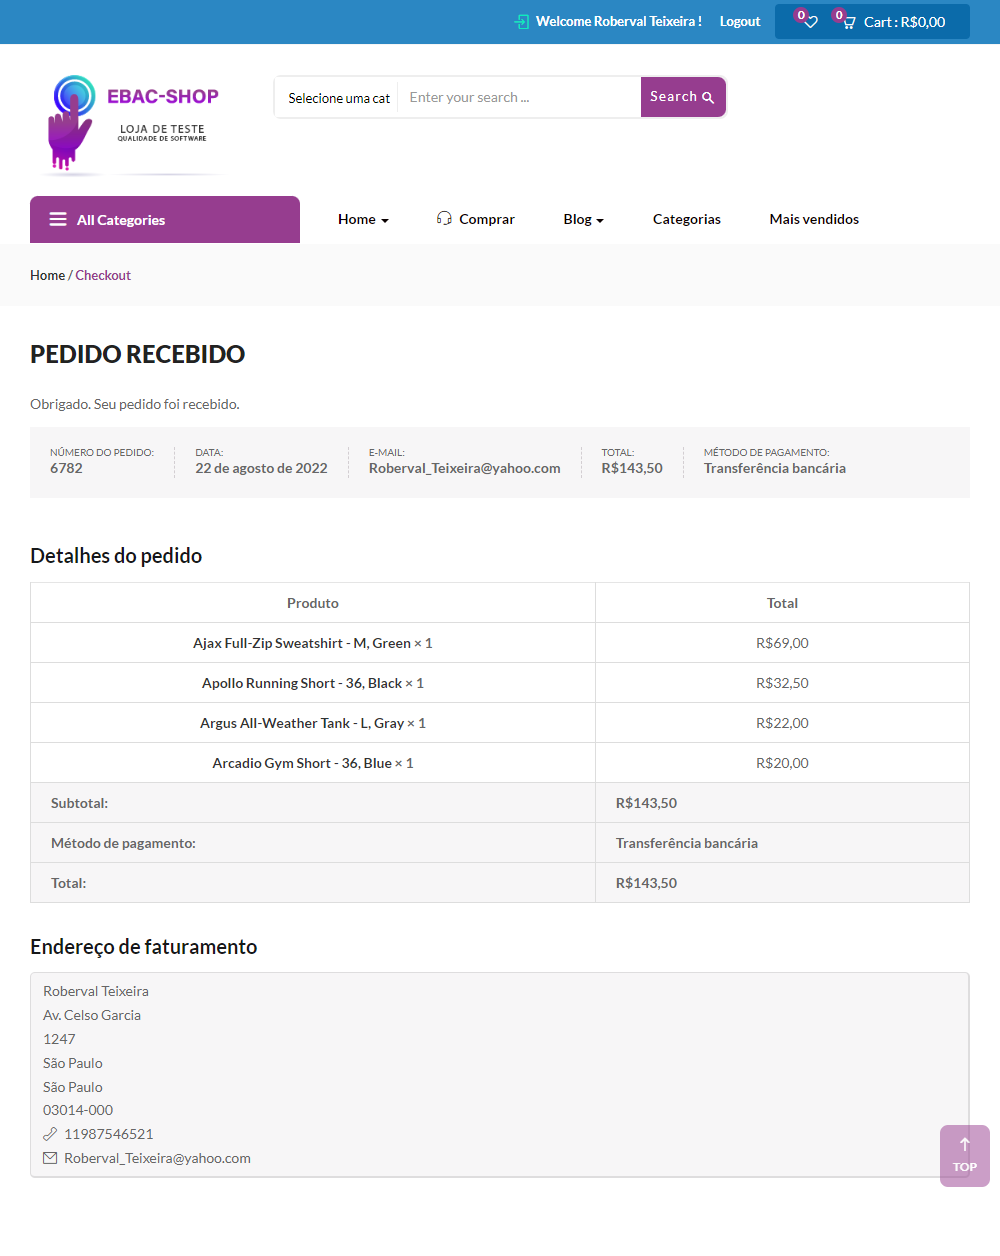 Welcome Roberval Teixeira ! Logout 0 0 Cart : R$0,00
EBAC-SHOP
LOJA DE TESTE
QUALIDADE DE SOFTWARE
Selecione uma cat Enter your search ... Search
All Categories Home Comprar Blog Categorias Mais vendidos
Home / Checkout
PEDIDO RECEBIDO
Obrigado. Seu pedido foi recebido.
NÚMERO DO PEDIDO: DATA: E-MAIL: TOTAL: MÉTODO DE PAGAMENTO:
6782 22 de agosto de 2022 Roberval_Teixeira@yahoo.com R$143,50 Transferência bancária
Detalhes do pedido
Produto Total
Ajax Full-Zip Sweatshirt - M, Green × 1 R$69,00
Apollo Running Short - 36, Black × 1 R$32,50
Argus All-Weather Tank - L, Gray × 1 R$22,00
Arcadio Gym Short - 36, Blue × 1 R$20,00
Subtotal: R$143,50
Método de pagamento: Transferência bancária
Total: R$143,50
Endereço de faturamento
Roberval Teixeira
Av. Celso Garcia
1247
São Paulo
São Paulo
03014-000
11987546521
Roberval_Teixeira@yahoo.com
TOP